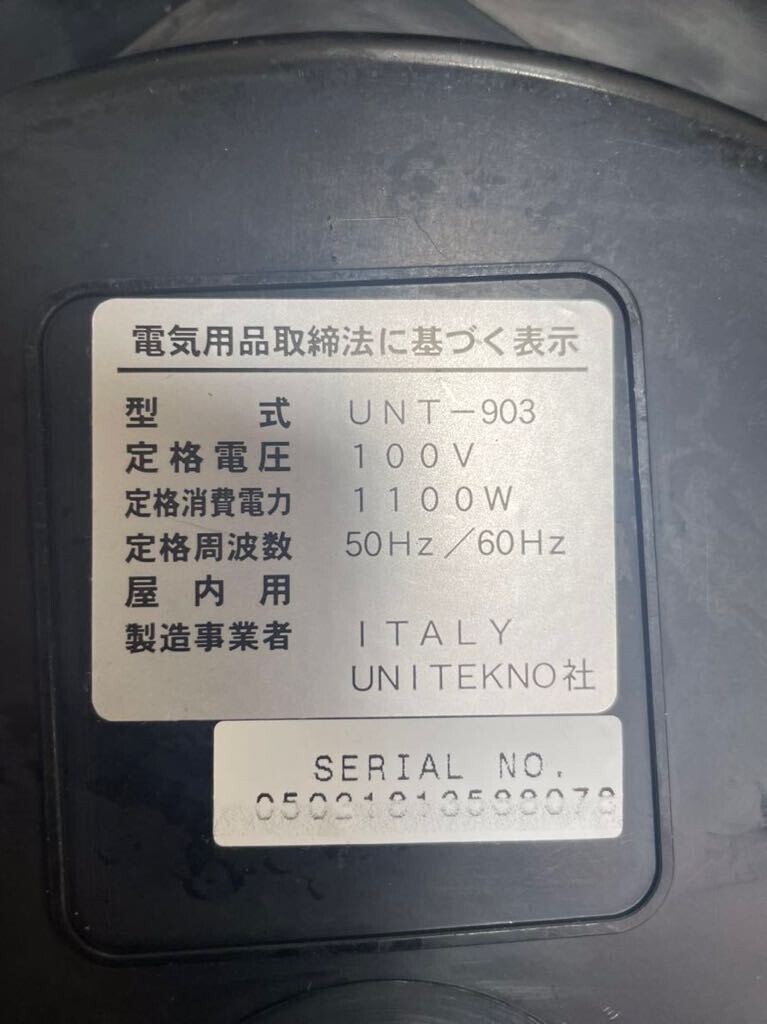 電気用品取締法に基づく表示
型 式 UNT-903
定格電圧 100V
定格消費電力 1100W
定格周波数 50Hz/60Hz
屋内用
製造事業者 ITALY
UNITEKNO社
SERIAL NO.